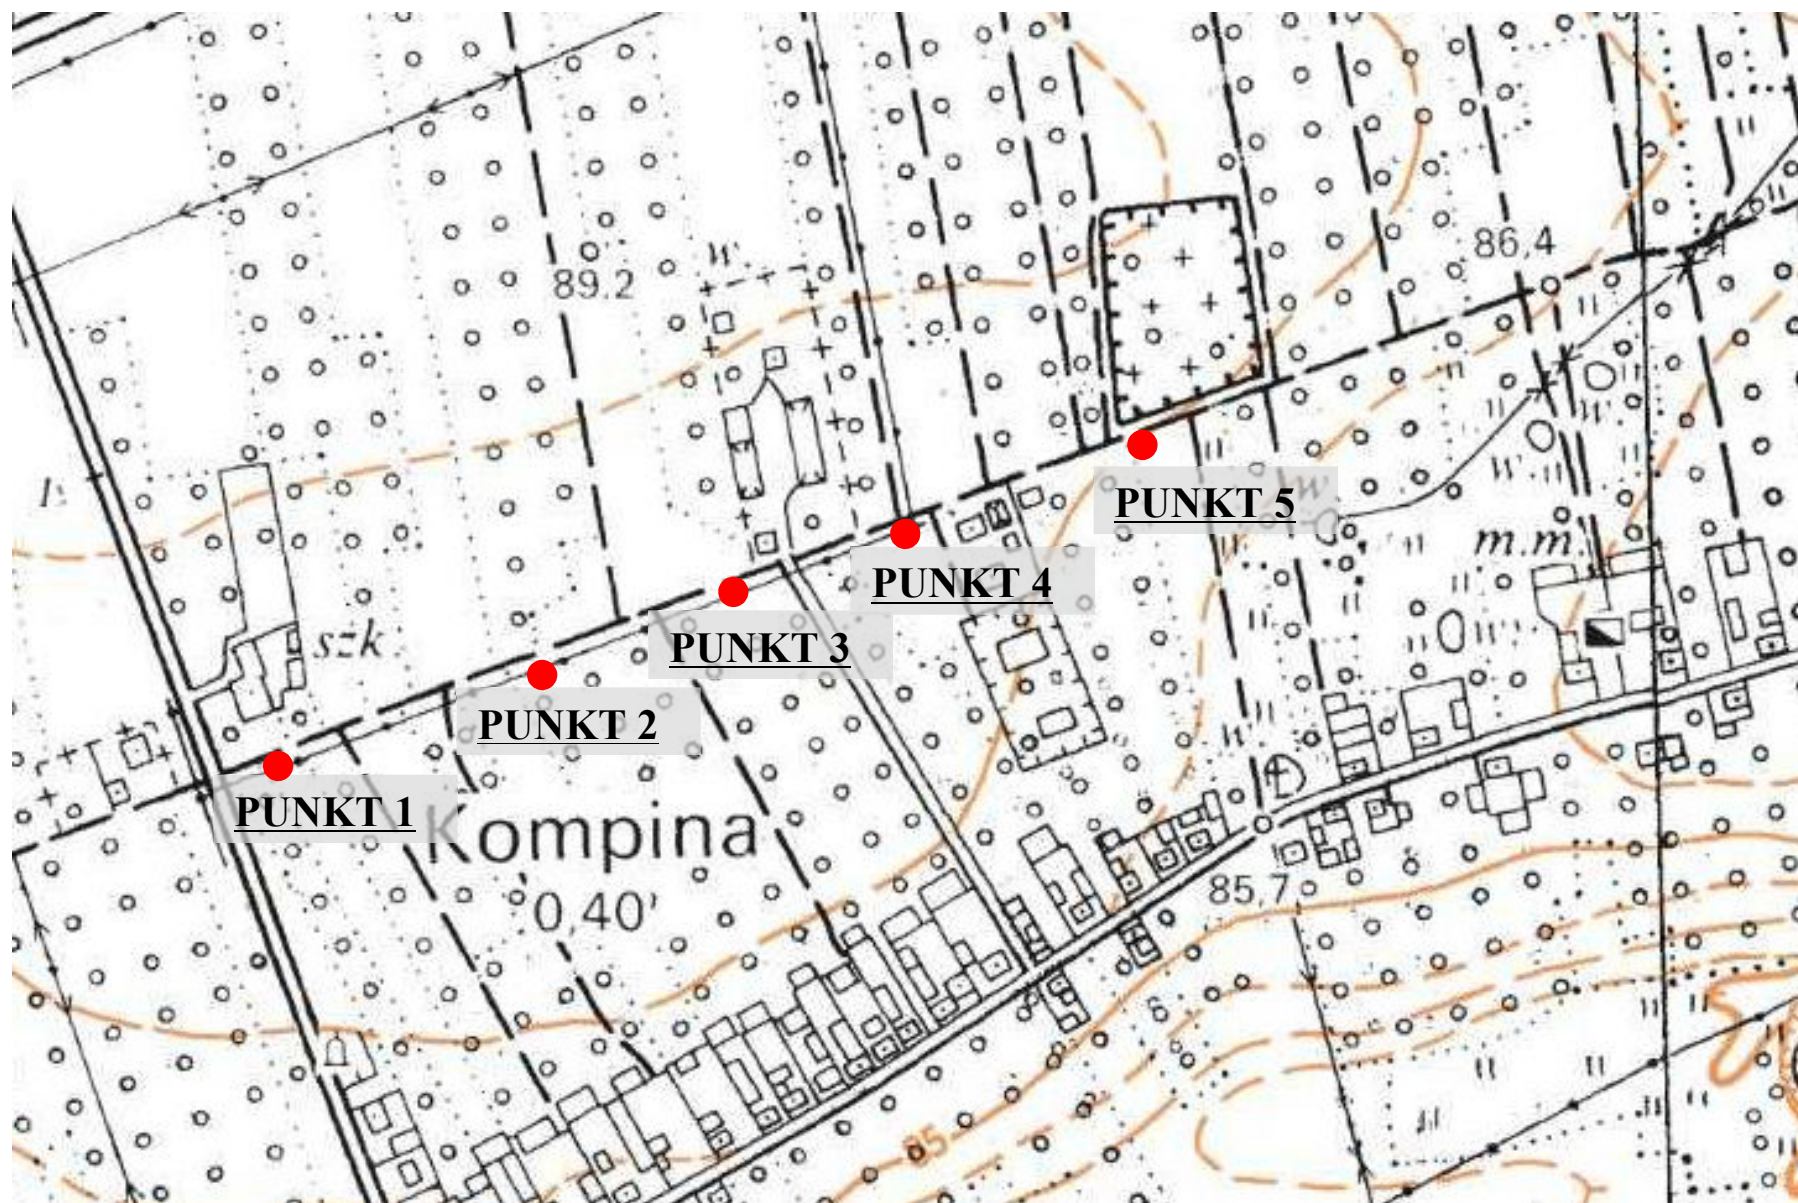 W.
86,4
89.2
W.
PUNKT 5
W
W.
m.m.
PUNKT 4
szk
PUNKT 3
PUNKT 2
PUNKT 1
Kompina
0,40'
85,7
85